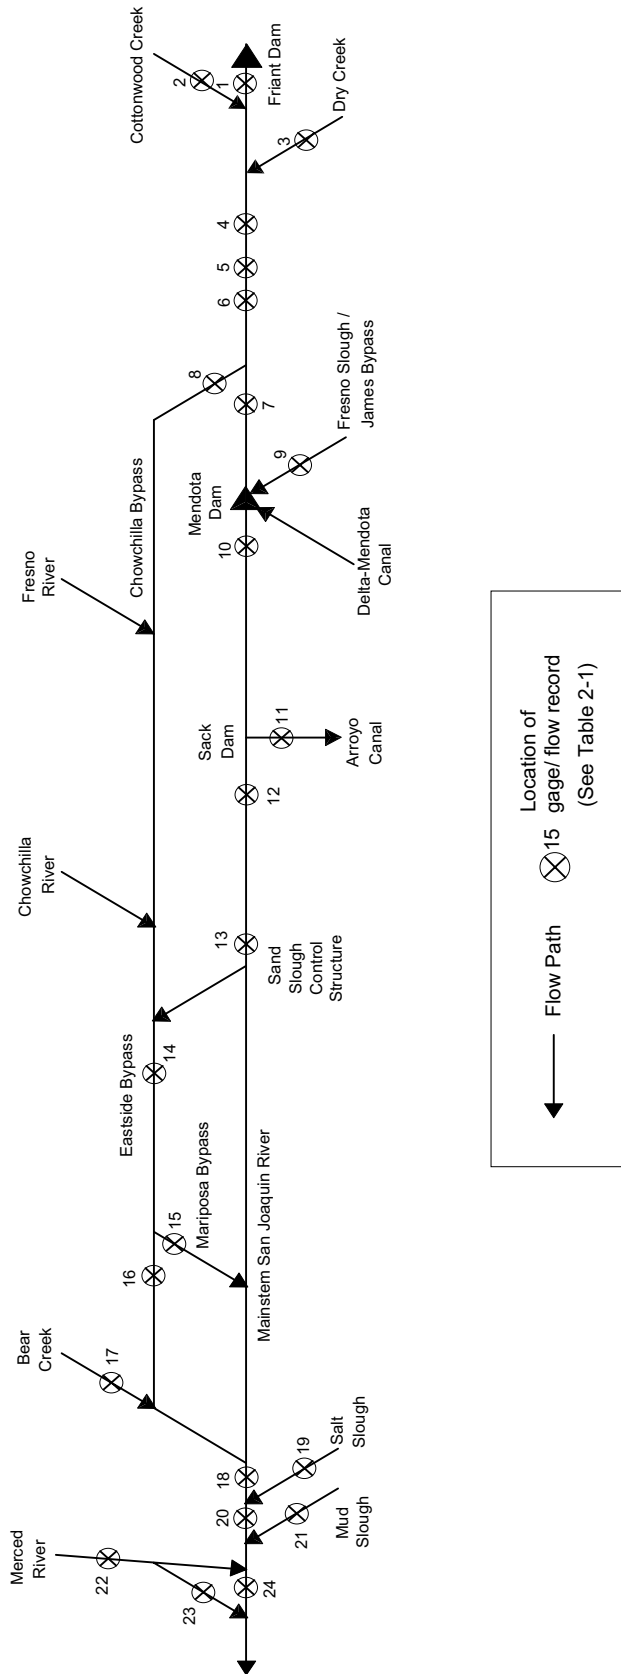 Cottonwood Creek
2
1
Friant Dam
3
Dry Creek
4
5
6
8
7
Chowchilla Bypass
Fresno Slough /
James Bypass
9
Mendota
Dam
10
Delta-Mendota
Canal
Fresno
River
Sack
Dam
11
Arroyo
Canal
12
Chowchilla
River
13
Sand
Slough
Control
Structure
Eastside Bypass
14
15
Mariposa Bypass
16
Mainstem San Joaquin River
Bear
Creek
17
18
19
Salt
Slough
20
21
Mud
Slough
Merced
River
22
23
24
Flow Path
15
Location of
gage/ flow record
(See Table 2-1)